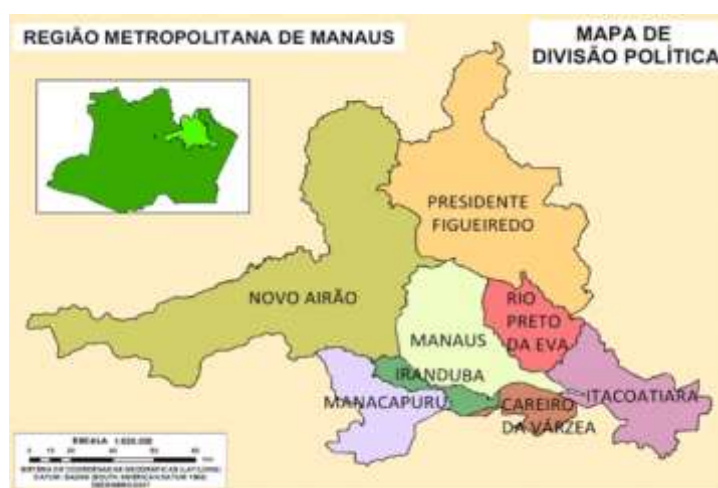 REGIÃO METROPOLITANA DE MANAUS
MAPA DE
DIVISÃO POLÍTICA
PRESIDENTE
FIGUEIREDO
NOVO AIRÃO
RIO
PRETO
DA EVA
MANAUS
IRANDUBA
MANACAPURU
CAREIRO
DA VÁRZEA
ITACOATIARA
ESCALA